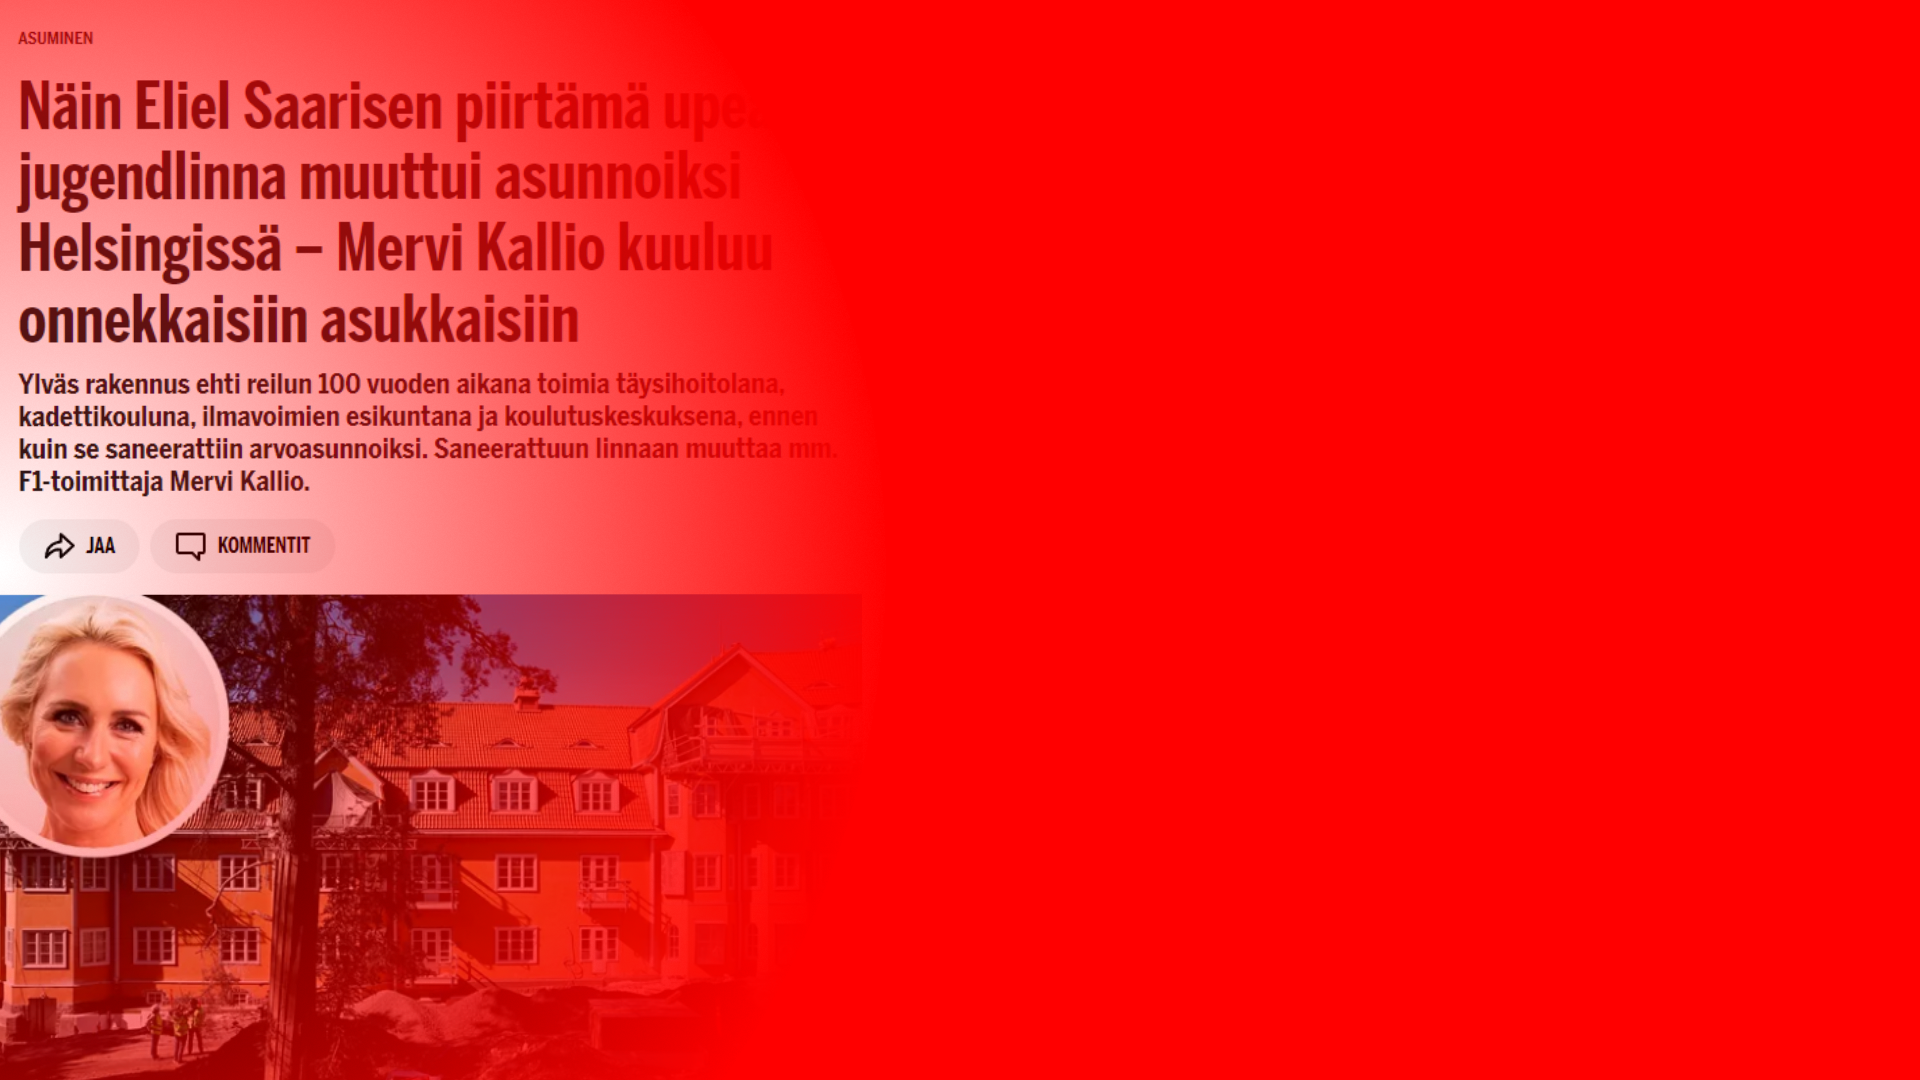 ASUMINEN
Näin Eliel Saarisen piirtämä upea
jugendlinna muuttui asunnoiksi
Helsingissä – Mervi Kallio kuuluu
onnekkaisiin asukkaisiin
Ylväs rakennus ehti reilun 100 vuoden aikana toimia täysihoitolana,
kadettikouluna, ilmavoimien esikuntana ja koulutuskeskuksena, ennen
kuin se saneerattiin arvoasunnoiksi. Saneerattuun linnaan muuttaa mm.
F1-toimittaja Mervi Kallio.
JAA
KOMMENTIT